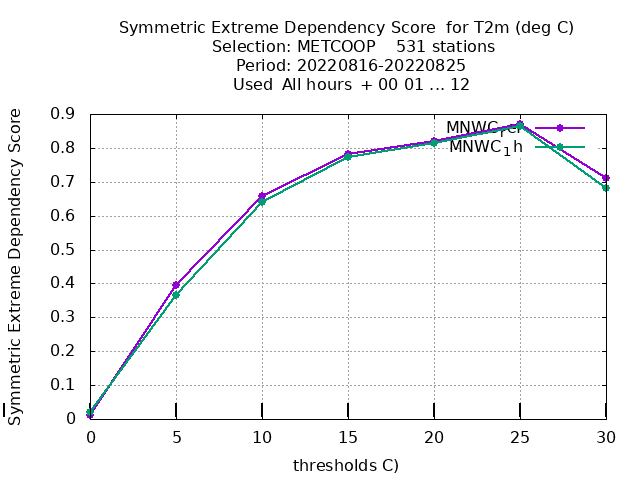 Symmetric Extreme Dependency Score for T2m (deg C)
Selection: METCOOP 531 stations
Period: 20220816-20220825
Used All hours + 00 01 ... 12
Symmetric Extreme Dependency Score
0.9
0.8
0.7
0.6
0.5
0.4
0.3
0.2
0.1
0
MNWC
MNWC1h
0 5 10 15 20 25 30
thresholds C)